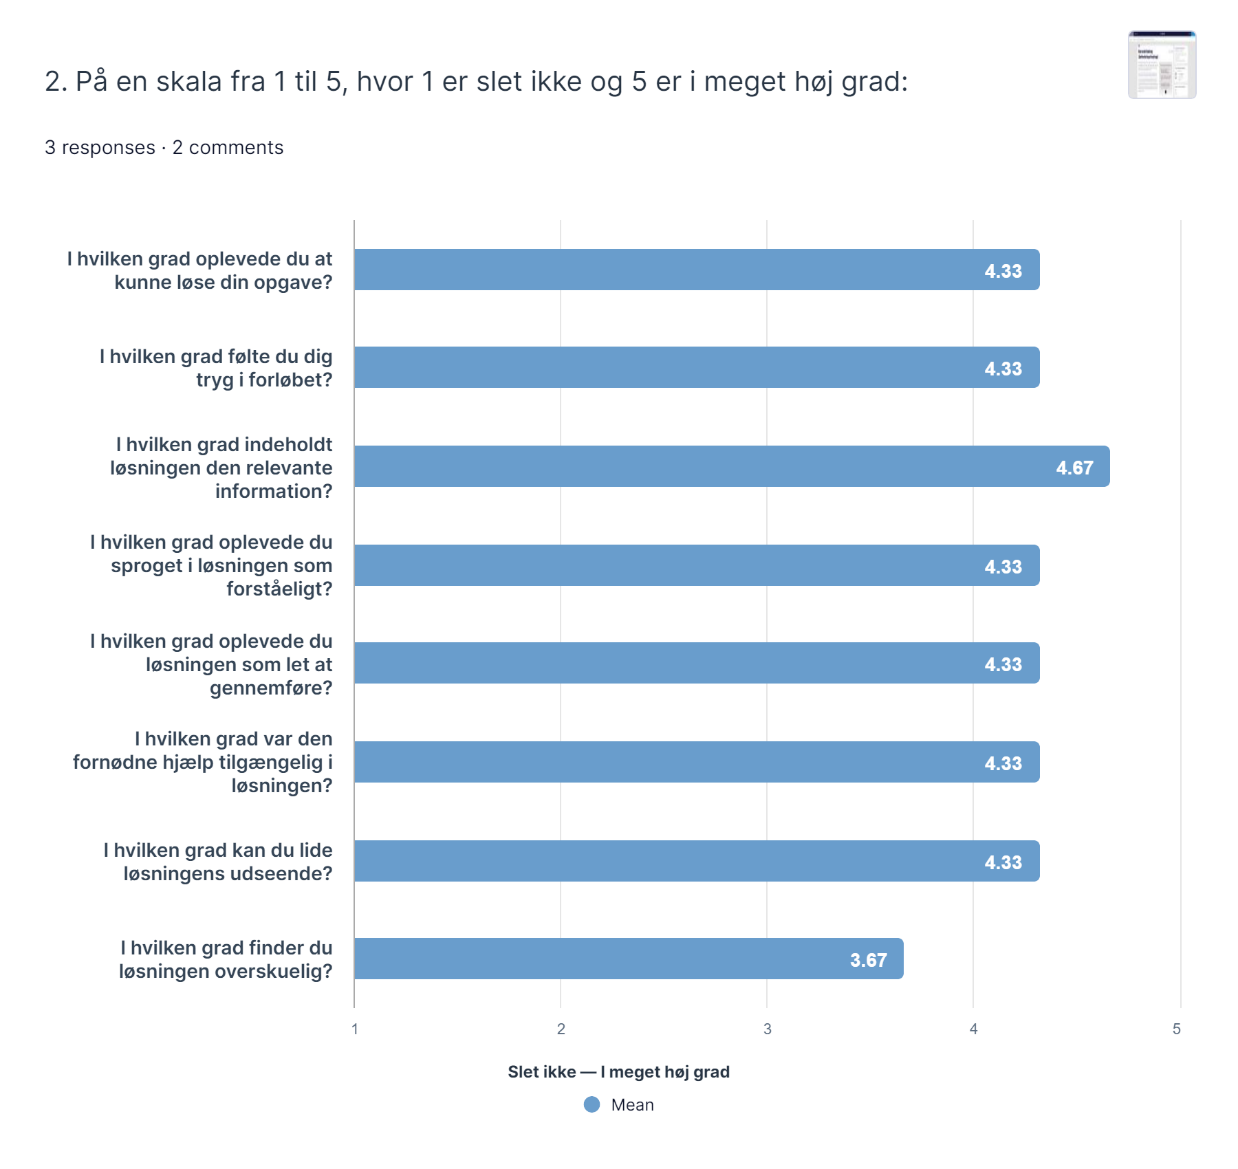 2. På en skala fra 1 til 5, hvor 1 er slet ikke og 5 er i meget høj grad:
3 responses · 2 comments
I hvilken grad oplevede du at
kunne løse din opgave?
4.33
I hvilken grad følte du dig
tryg i forløbet?
4.33
I hvilken grad indeholdt
løsningen den relevante
information?
4.67
I hvilken grad oplevede du
sproget i løsningen som
forståeligt?
4.33
I hvilken grad oplevede du
løsningen som let at
gennemføre?
4.33
I hvilken grad var den
fornødne hjælp tilgængelig i
løsningen?
4.33
I hvilken grad kan du lide
løsningens udseende?
4.33
I hvilken grad finder du
løsningen overskuelig?
3.67
1 2 3 4 5
Slet ikke — I meget høj grad
Mean